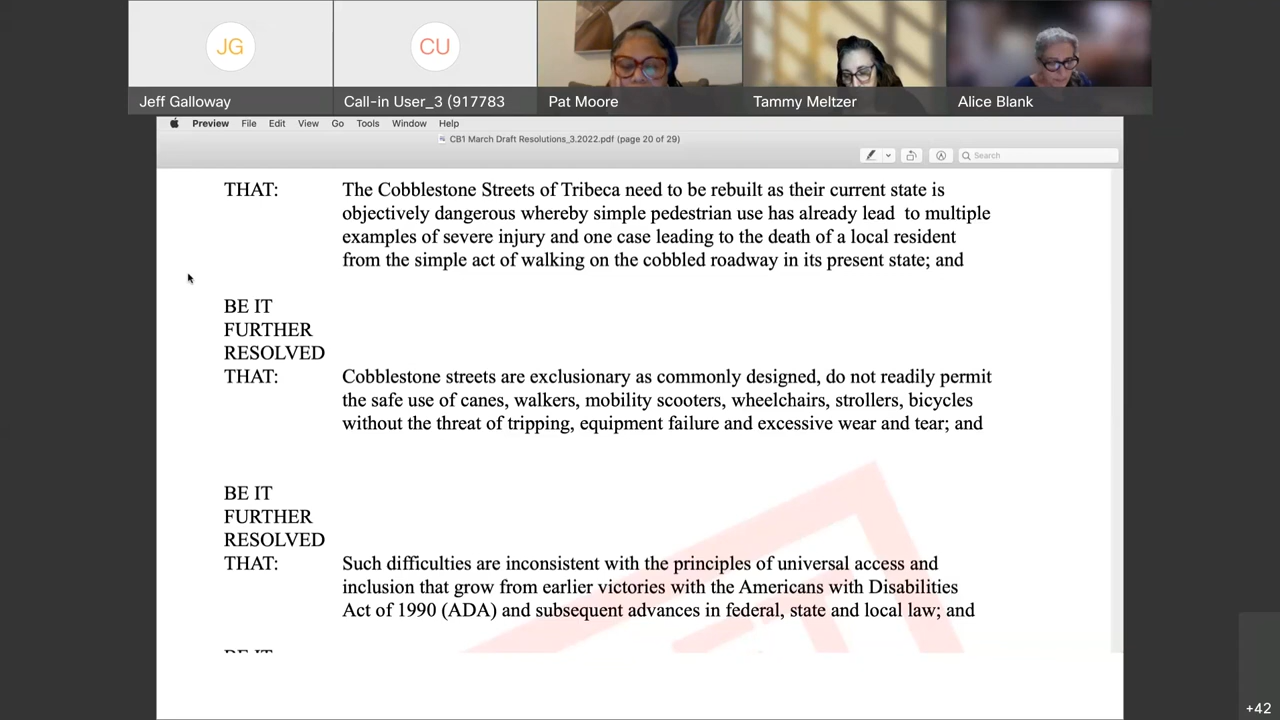 JG
CU
Jeff Galloway
Call-in User_3 (917783
Pat Moore
Tammy Meltzer
Alice Blank
Preview File Edit View Go Tools Window Help
CB1 March Draft Resolutions_3.2022.pdf (page 20 of 29)
Search
THAT: The Cobblestone Streets of Tribeca need to be rebuilt as their current state is
objectively dangerous whereby simple pedestrian use has already lead to multiple
examples of severe injury and one case leading to the death of a local resident
from the simple act of walking on the cobbled roadway in its present state; and
BE IT
FURTHER
RESOLVED
THAT: Cobblestone streets are exclusionary as commonly designed, do not readily permit
the safe use of canes, walkers, mobility scooters, wheelchairs, strollers, bicycles
without the threat of tripping, equipment failure and excessive wear and tear; and
BE IT
FURTHER
RESOLVED
THAT: Such difficulties are inconsistent with the principles of universal access and
inclusion that grow from earlier victories with the Americans with Disabilities
Act of 1990 (ADA) and subsequent advances in federal, state and local law; and
BE IT
+42